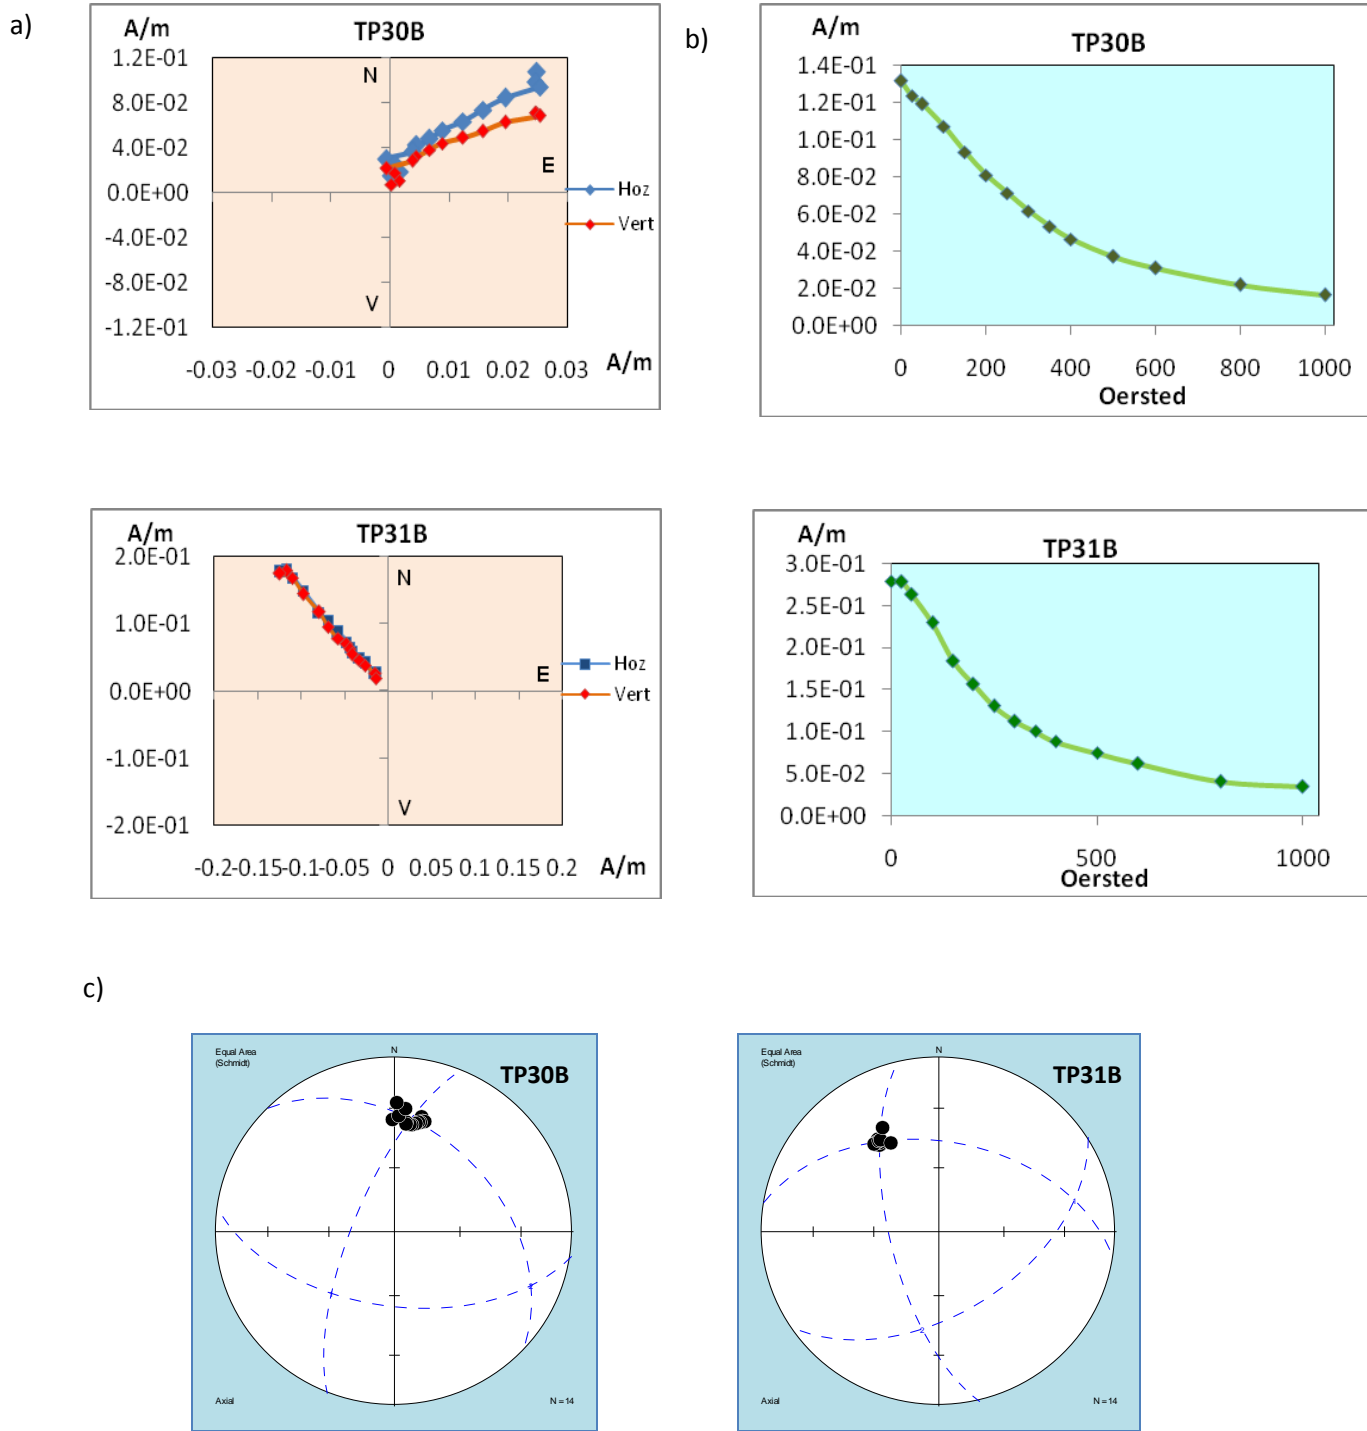 a)
A/m
TP30B
1.2E-01
8.0E-02
4.0E-02
0.0E+00
-4.0E-02
-8.0E-02
-1.2E-01
N
E
V
Hoz
Vert
-0.03 -0.02 -0.01 0 0.01 0.02 0.03 A/m
b)
A/m
TP30B
1.4E-01
1.2E-01
1.0E-01
8.0E-02
6.0E-02
4.0E-02
2.0E-02
0.0E+00
0 200 400 600 800 1000
Oersted
A/m
TP31B
2.0E-01
1.0E-01
0.0E+00
-1.0E-01
-2.0E-01
N
E
V
Hoz
Vert
-0.2-0.15-0.1-0.05 0 0.05 0.1 0.15 0.2 A/m
A/m
TP31B
3.0E-01
2.5E-01
2.0E-01
1.5E-01
1.0E-01
5.0E-02
0.0E+00
0 500 1000
Oersted
c)
Equal Area
(Schmidt)
N
TP30B
Axial
N = 14
Equal Area
(Schmidt)
N
TP31B
Axial
N = 14